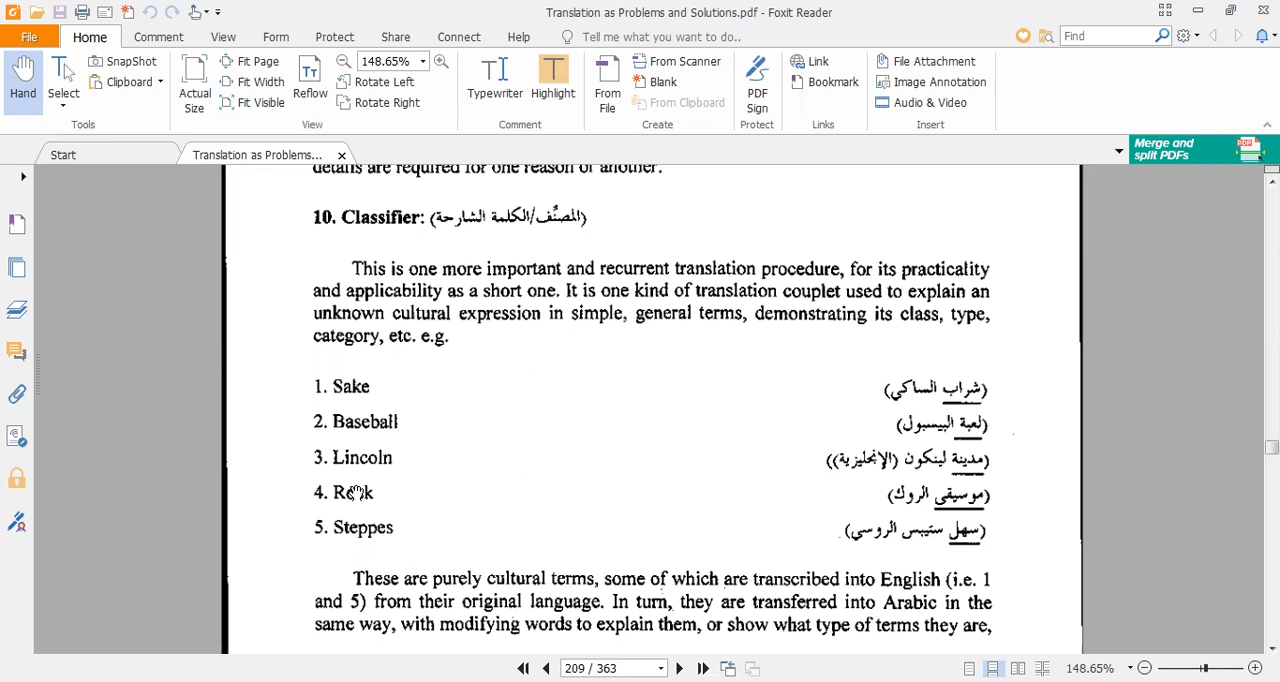 Translation as Problems and Solutions.pdf - Foxit Reader
File Home Comment View Form Protect Share Connect Help Tell me what you want to do.. Find
Hand
Select
SnapShot
Clipboard
Tools
Actual Size
Fit Page
Fit Width
Fit Visible
Reflow
148.65%
Rotate Left
Rotate Right
View
Typewriter
Highlight
Comment
From File
From Scanner
Blank
From Clipboard
Create
PDF Sign
Protect
Link
Bookmark
Links
File Attachment
Image Annotation
Audio & Video
Insert
Start
Translation as Problems...
Merge and split PDFs
PDF
details are required for one reason or another.
10. Classifier: (المصنِّف/الكلمة الشارحة)
This is one more important and recurrent translation procedure, for its practicality
and applicability as a short one. It is one kind of translation couplet used to explain an
unknown cultural expression in simple, general terms, demonstrating its class, type,
category, etc. e.g.
1. Sake (شراب الساكي)
2. Baseball (لعبة البيسبول)
3. Lincoln (مدينة لينكون (الإنجليزية))
4. Rock (موسيقى الروك)
5. Steppes (سهل ستيبس الروسي)
These are purely cultural terms, some of which are transcribed into English (i.e. 1
and 5) from their original language. In turn, they are transferred into Arabic in the
same way, with modifying words to explain them, or show what type of terms they are,
209 / 363
148.65%